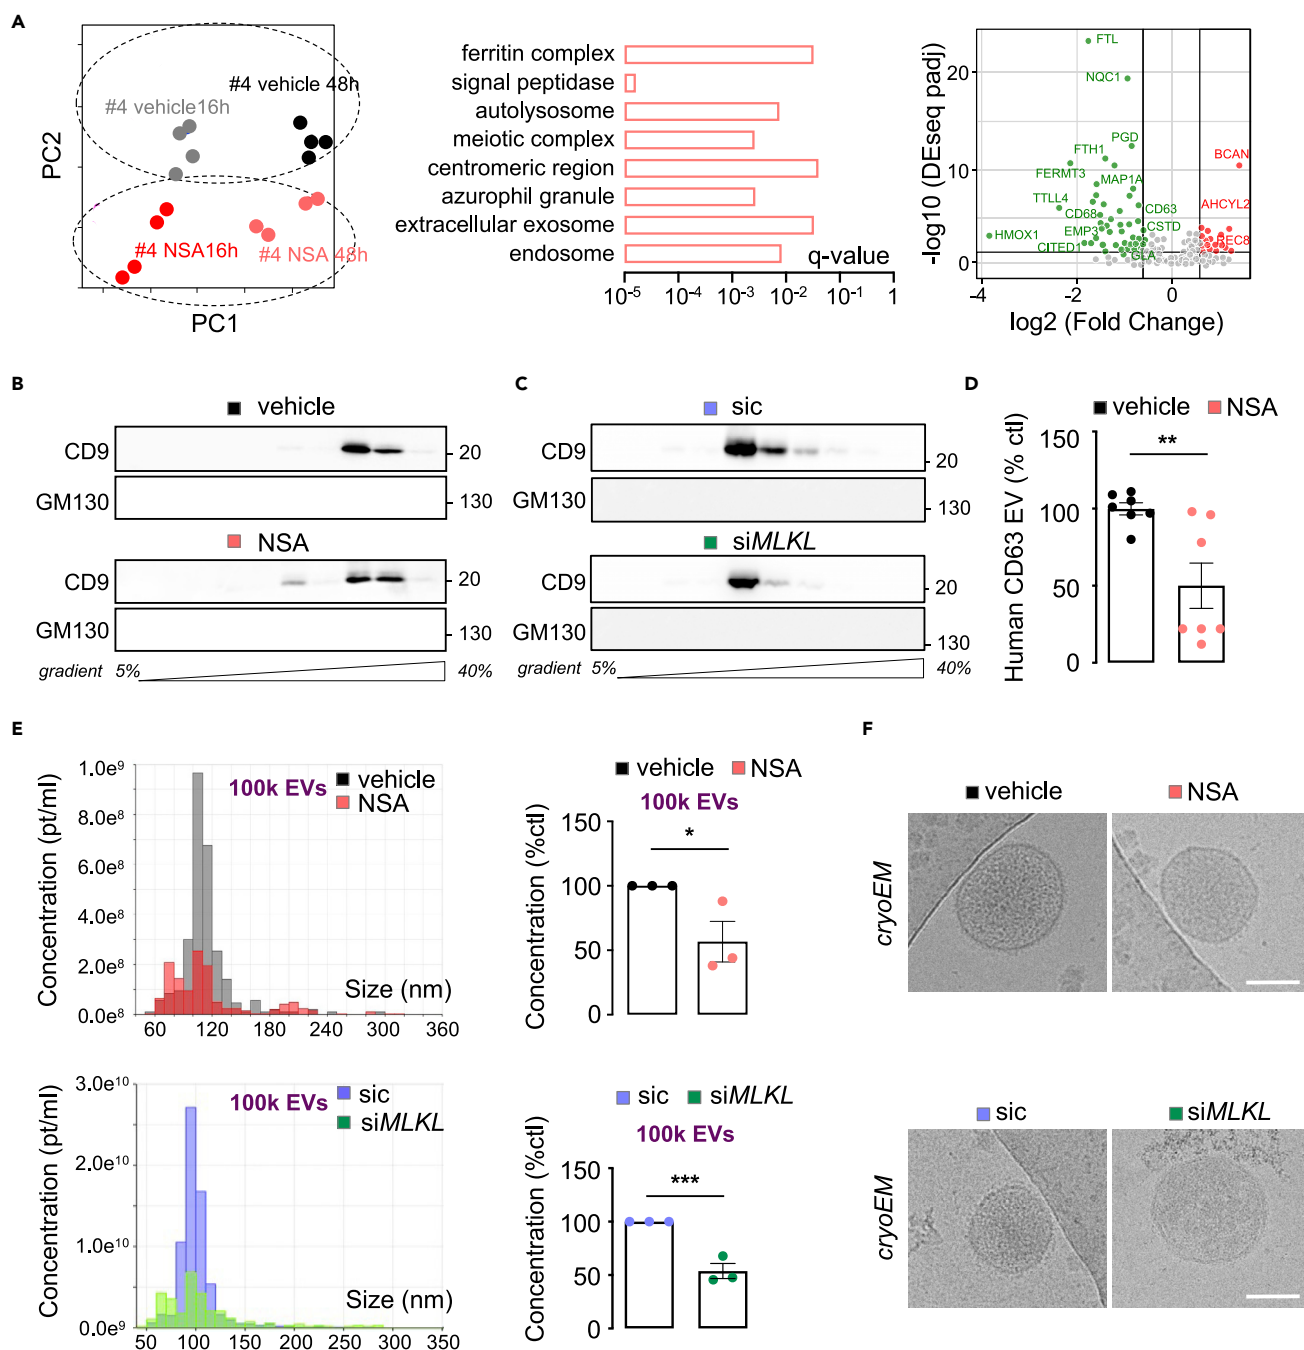 A
#4 vehicle 48h
#4 vehicle16h
#4 NSA16h
#4 NSA 48h
PC2
PC1
ferritin complex
signal peptidase
autolysosome
meiotic complex
centromeric region
azurophil granule
extracellular exosome
endosome
q-value
10-5 10-4 10-3 10-2 10-1 1
-log10 (DEseq padj)
20
10
0
FTL
NQC1
PGD
FTH1
FERMT3
MAP1A
TTLL4
CD68
CD63
EMP3
CSTD
HMOX1
CITED1
GLA
BCAN
AHCYL2
REC8
-4 -2 0
log2 (Fold Change)
B
vehicle
CD9
20
GM130
130
NSA
CD9
20
GM130
130
gradient 5% 40%
C
sic
CD9
20
GM130
130
siMLKL
CD9
20
GM130
130
5% 40%
D
vehicle NSA
Human CD63 EV (% ctl)
150
100
50
0
**
E
Concentration (pt/ml)
1.0e9
8.0e8
6.0e8
4.0e8
2.0e8
0.0e8
100k EVs
vehicle
NSA
Size (nm)
60 120 180 240 300 360
vehicle NSA
100k EVs
Concentration (%ctl)
150
100
50
0
*
Concentration (pt/ml)
3.0e10
2.0e10
1.0e10
0.0e9
100k EVs
sic
siMLKL
Size (nm)
50 100 150 200 250 300 350
sic siMLKL
100k EVs
Concentration (%ctl)
150
100
50
0
***
F
vehicle NSA
cryoEM
sic siMLKL
cryoEM